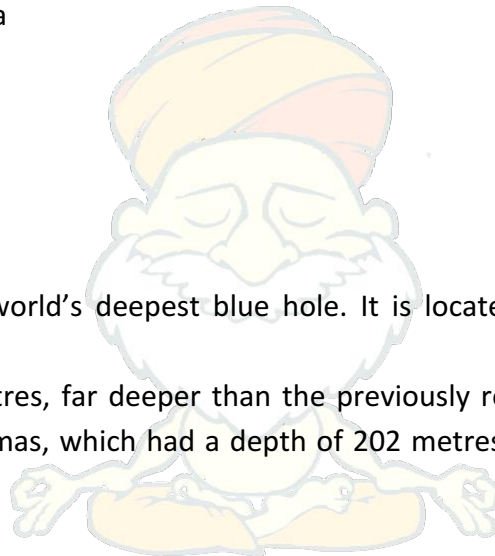 a
world’s deepest blue hole. It is locate
tres, far deeper than the previously re
mas, which had a depth of 202 metres